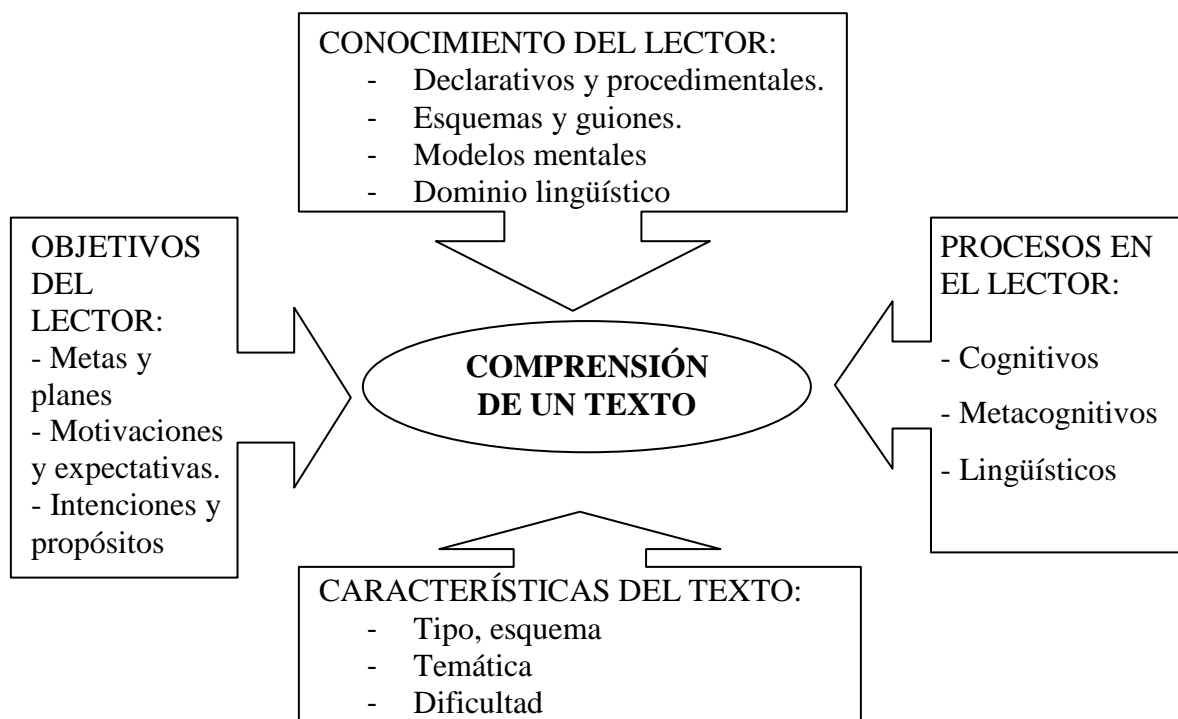 CONOCIMIENTO DEL LECTOR:
- Declarativos y procedimentales.
- Esquemas y guiones.
- Modelos mentales
- Dominio lingüístico
OBJETIVOS
DEL
LECTOR:
- Metas y
planes
- Motivaciones
y expectativas.
- Intenciones y
propósitos
COMPRENSIÓN
DE UN TEXTO
PROCESOS EN
EL LECTOR:
- Cognitivos
- Metacognitivos
- Lingüísticos
CARACTERÍSTICAS DEL TEXTO:
- Tipo, esquema
- Temática
- Dificultad